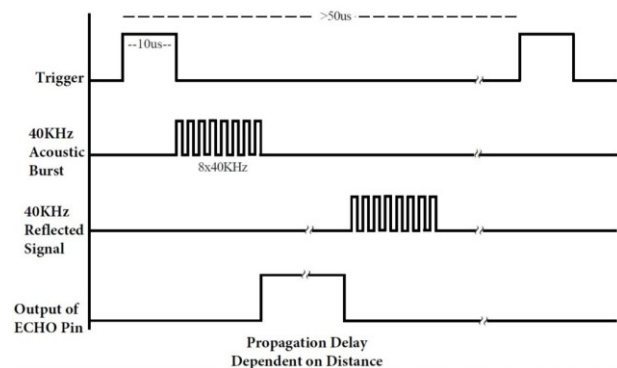 >50us
--10us--
Trigger
40KHz
Acoustic
Burst
8x40KHz
40KHz
Reflected
Signal
Output of
ECHO Pin
Propagation Delay
Dependent on Distance